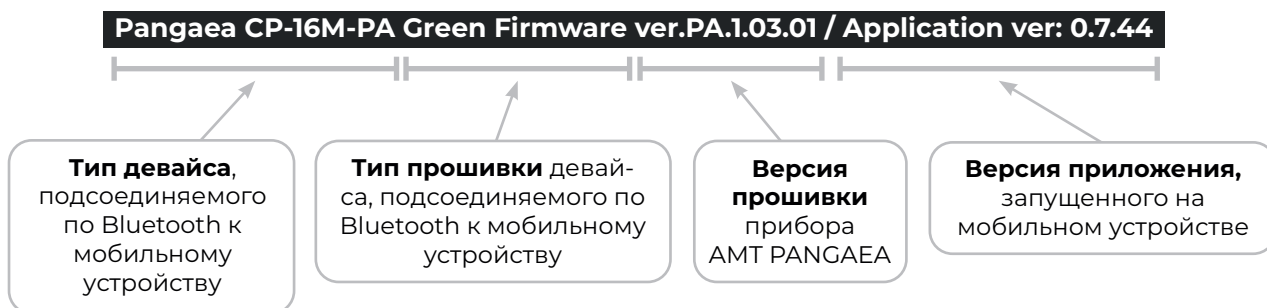 Pangaea CP-16M-PA Green Firmware ver.PA.1.03.01 / Application ver: 0.7.44
Тип девайса,
подсоединяемого
по Bluetooth к
мобильному
устройству
Тип прошивки девай-
са, подсоединяемого по
Bluetooth к мобильному
устройству
Версия
прошивки
прибора
AMT PANGAEA
Версия приложения,
запущенного на
мобильном устройстве